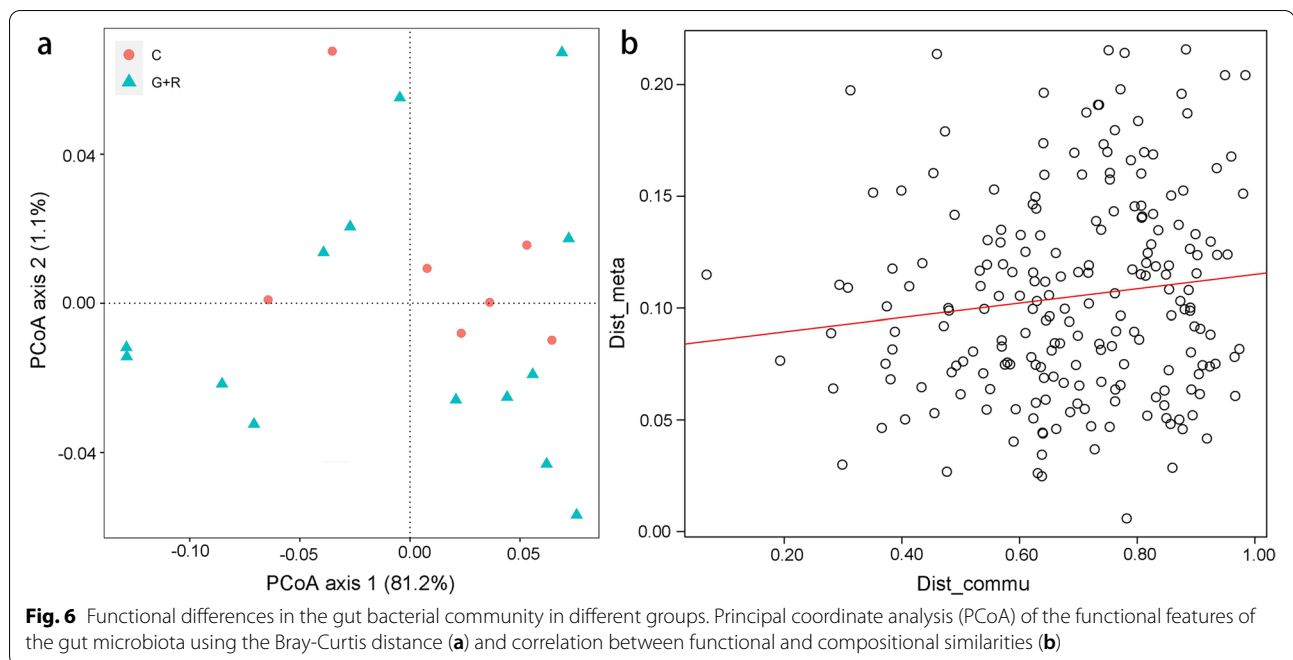 a
C
G+R
0.04
0.00
-0.04
PCoA axis 2 (1.1%)
-0.10
-0.05
0.00
0.05
PCoA axis 1 (81.2%)
b
0.20
0.15
0.10
0.05
0.00
Dist_meta
0.20
0.40
0.60
0.80
1.00
Dist_commu
Fig. 6 Functional differences in the gut bacterial community in different groups. Principal coordinate analysis (PCoA) of the functional features of
the gut microbiota using the Bray-Curtis distance (a) and correlation between functional and compositional similarities (b)